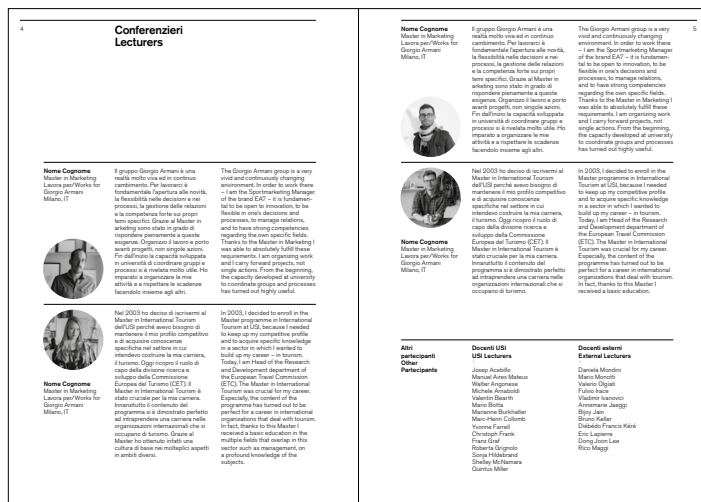 4
Conferenzieri
Lecturers
Nome Cognome
Master in Marketing
Lavora per/Works for
Giorgio Armani
Milano, IT
Il gruppo Giorgio Armani è una
realtà molto viva ed in continuo
cambimento. Per lavorarci è
fondamentale l'apertura alle novità,
la flessibilità nelle decisioni e nei
processi, la gestione delle relazioni
e la competenza forte sui propri
temi specifici. Grazie al Master in
arketing sono stato in grado di
rispondere pienamente a queste
esigenze. Organizzo il lavoro e porto
avanti progetti, non singole azioni.
Fin dall'inizio la capacità sviluppata
in università di coordinare gruppi e
processi si è rivelata molto utile. Ho
imparato a organizzare le mie
attività e a rispettare le scadenze
facendolo insieme agli altri.
The Giorgio Armani group is a very
vivid and continuously changing
environment. In order to work there
– I am the Sportmarketing Manager
of the brand EA7 – it is fundamen-
tal to be open to innovation, to be
flexible in one's decisions and
processes, to manage relations,
and to have strong competencies
regarding the own specific fields.
Thanks to the Master in Marketing I
was able to absolutely fulfill these
requirements. I am organizing work
and I carry forward projects, not
single actions. From the beginning,
the capacity developed at university
to coordinate groups and processes
has turned out highly useful.
Nome Cognome
Master in Marketing
Lavora per/Works for
Giorgio Armani
Milano, IT
Nel 2003 ho deciso di iscrivermi al
Master in International Tourism
dell'USI perché avevo bisogno di
mantenere il mio profilo competitivo
e di acquisire conoscenze
specifiche nel settore in cui
intendevo costruire la mia carriera,
il turismo. Oggi ricopro il ruolo di
capo della divisone ricerca e
sviluppo della Commissione
Europea del Turismo (CET). Il
Master in International Tourism è
stato cruciale per la mia carriera.
Innanzitutto il contenuto del
programma si è dimostrato perfetto
ad intraprendere una carriera nelle
organizzazioni internazionali che si
occupano di turismo. Grazie al
Master ho ottenuto infatti una
cultura di base nei molteplici aspetti
in ambiti diversi.
In 2003, I decided to enroll in the
Master programme in International
Tourism at USI, because I needed
to keep up my competitive profile
and to acquire specific knowledge
in a sector in which I wanted to
build up my career – in tourism.
Today, I am Head of the Research
and Development department of
the European Travel Commission
(ETC). The Master in International
Tourism was crucial for my career.
Especially, the content of the
programme has turned out to be
perfect for a career in international
organizations that deal with tourism.
In fact, thanks to this Master I
received a basic education in the
multiple fields that overlap in this
sector such as management, on
a profound knowledge of the
subjects.
5
Nome Cognome
Master in Marketing
Lavora per/Works for
Giorgio Armani
Milano, IT
Il gruppo Giorgio Armani è una
realtà molto viva ed in continuo
cambimento. Per lavorarci è
fondamentale l'apertura alle novità,
la flessibilità nelle decisioni e nei
processi, la gestione delle relazioni
e la competenza forte sui propri
temi specifici. Grazie al Master in
arketing sono stato in grado di
rispondere pienamente a queste
esigenze. Organizzo il lavoro e porto
avanti progetti, non singole azioni.
Fin dall'inizio la capacità sviluppata
in università di coordinare gruppi e
processi si è rivelata molto utile. Ho
imparato a organizzare le mie
attività e a rispettare le scadenze
facendolo insieme agli altri.
The Giorgio Armani group is a very
vivid and continuously changing
environment. In order to work there
– I am the Sportmarketing Manager
of the brand EA7 – it is fundamen-
tal to be open to innovation, to be
flexible in one's decisions and
processes, to manage relations,
and to have strong competencies
regarding the own specific fields.
Thanks to the Master in Marketing I
was able to absolutely fulfill these
requirements. I am organizing work
and I carry forward projects, not
single actions. From the beginning,
the capacity developed at university
to coordinate groups and processes
has turned out highly useful.
Nome Cognome
Master in Marketing
Lavora per/Works for
Giorgio Armani
Milano, IT
Nel 2003 ho deciso di iscrivermi al
Master in International Tourism
dell'USI perché avevo bisogno di
mantenere il mio profilo competitivo
e di acquisire conoscenze
specifiche nel settore in cui
intendevo costruire la mia carriera,
il turismo. Oggi ricopro il ruolo di
capo della divisone ricerca e
sviluppo della Commissione
Europea del Turismo (CET). Il
Master in International Tourism è
stato cruciale per la mia carriera.
Innanzitutto il contenuto del
programma si è dimostrato perfetto
ad intraprendere una carriera nelle
organizzazioni internazionali che si
occupano di turismo.
In 2003, I decided to enroll in the
Master programme in International
Tourism at USI, because I needed
to keep up my competitive profile
and to acquire specific knowledge
in a sector in which I wanted to
build up my career – in tourism.
Today, I am Head of the Research
and Development department of
the European Travel Commission
(ETC). The Master in International
Tourism was crucial for my career.
Especially, the content of the
programme has turned out to be
perfect for a career in international
organizations that deal with tourism.
In fact, thanks to this Master I
received a basic education.
Altri
partecipanti
Other
Partecipants
Docenti USI
USI Lecturers
Josep Acebillo
Manuel Aires Mateus
Walter Angonese
Michele Arnaboldi
Valentin Bearth
Mario Botta
Marianne Burkhalter
Marc-Henri Collomb
Yvonne Farrell
Christoph Frank
Franz Graf
Roberta Grignolo
Sonja Hildebrand
Shelley McNamara
Quintus Miller
Docenti esterni
External Lecturers
Daniela Mondini
Mario Monotti
Valerio Olgiati
Fulvio Irace
Vladimir Ivanovici
Annemarie Jaeggi
Bijoy Jain
Bruno Keller
Diébédo Francis Kéré
Eric Lapierre
Dong Joon Lee
Rico Maggi